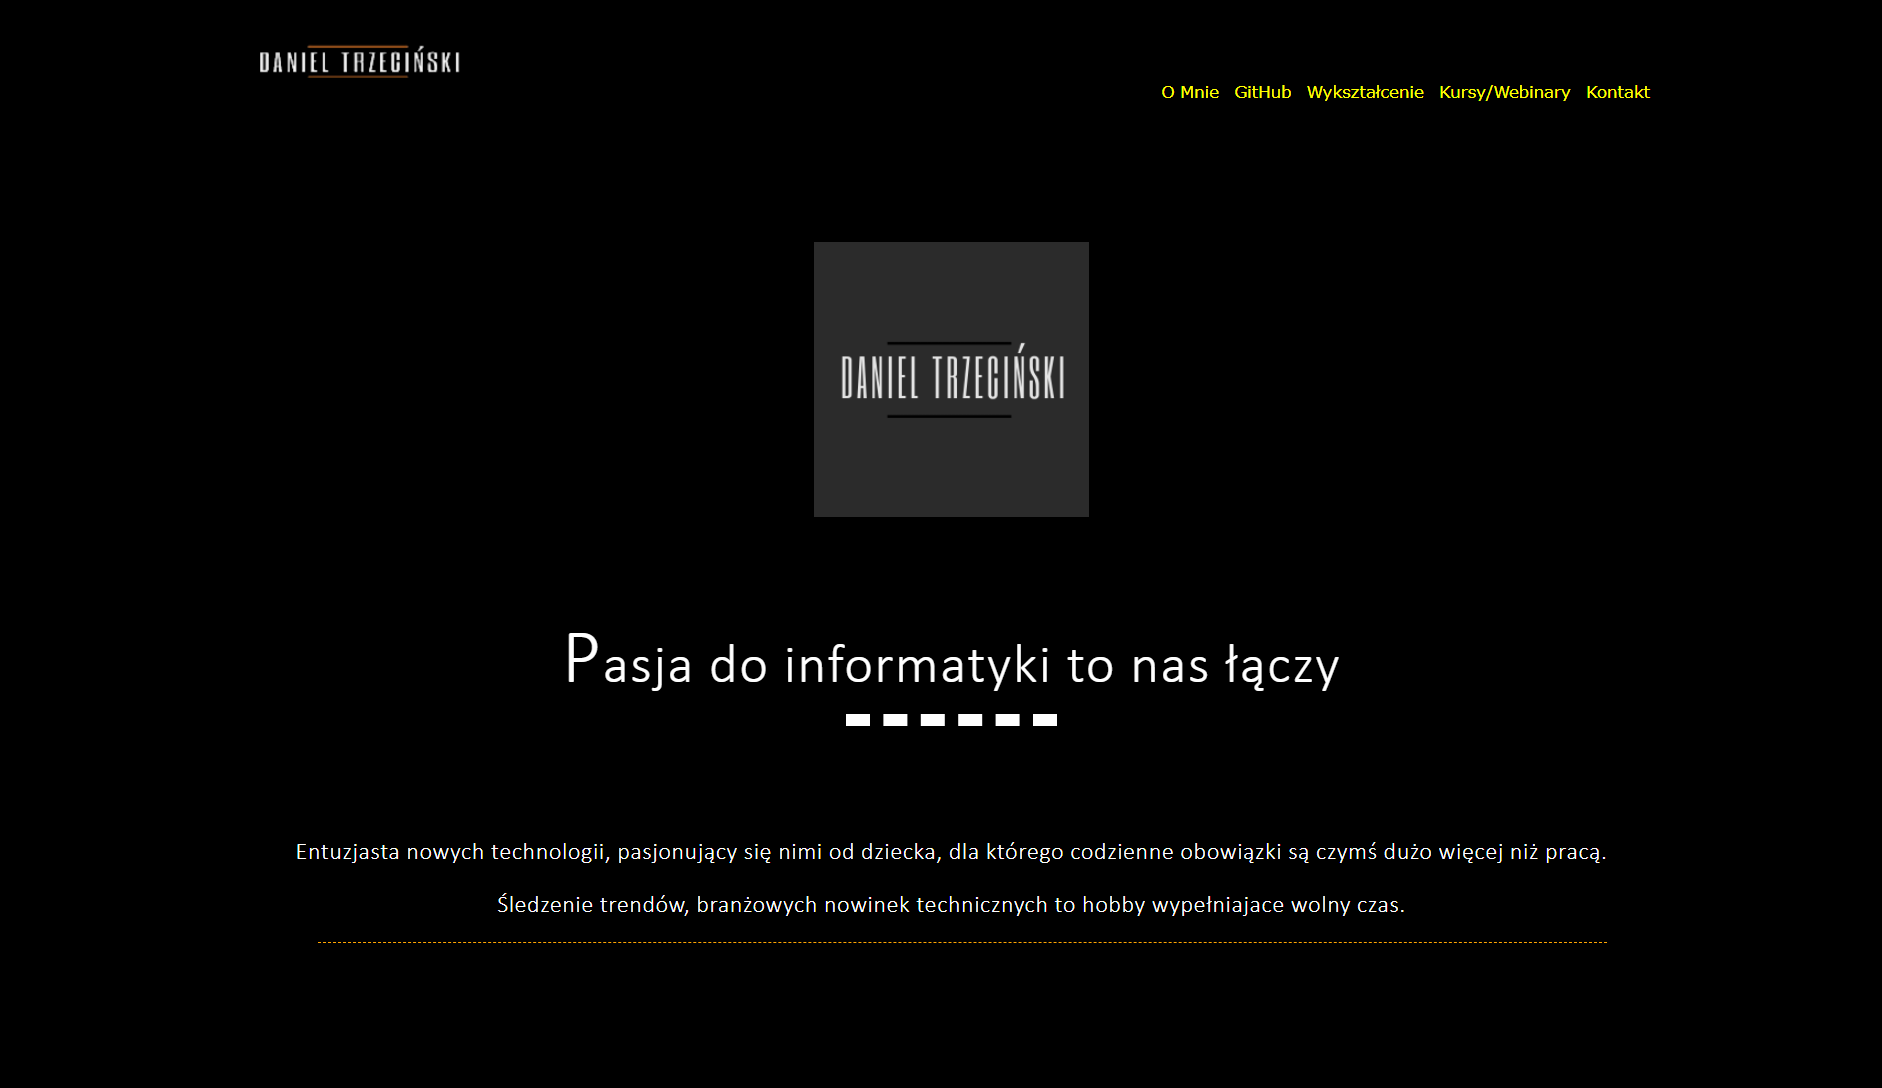 DANIEL TRZECIŃSKI
O Mnie GitHub Wykształcenie Kursy/Webinary Kontakt
DANIEL TRZECIŃSKI
Pasja do informatyki to nas łączy
Entuzjasta nowych technologii, pasjonujący się nimi od dziecka, dla którego codzienne obowiązki są czymś dużo więcej niż pracą.
Śledzenie trendów, branżowych nowinek technicznych to hobby wypełniajace wolny czas.